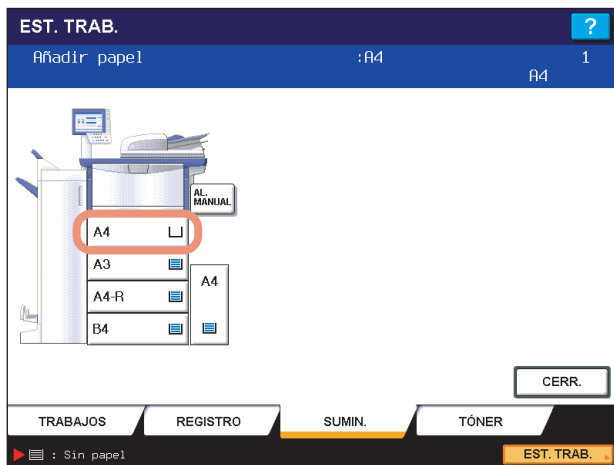 EST. TRAB.
?
Añadir papel :A4 1
A4
AL.
MANUAL
A4
A3
A4-R
B4
A4
CERR.
TRABAJOS REGISTRO SUMIN. TÓNER
: Sin papel EST. TRAB.